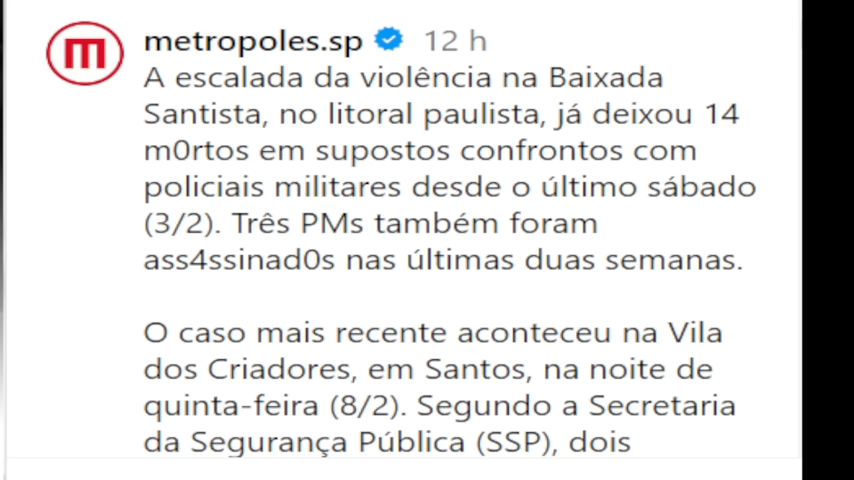 m
metropoles.sp 12 h
A escalada da violência na Baixada
Santista, no litoral paulista, já deixou 14
m0rtos em supostos confrontos com
policiais militares desde o último sábado
(3/2). Três PMs também foram
ass4ssinad0s nas últimas duas semanas.
O caso mais recente aconteceu na Vila
dos Criadores, em Santos, na noite de
quinta-feira (8/2). Segundo a Secretaria
da Segurança Pública (SSP), dois